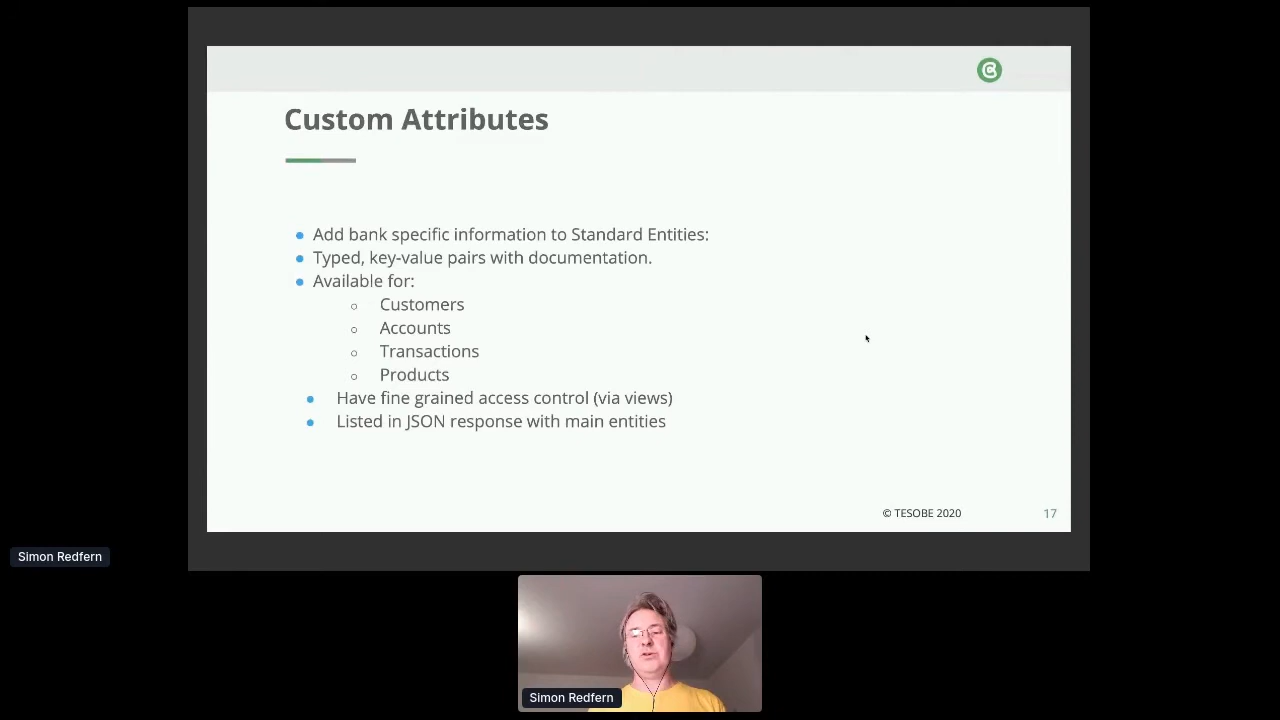 Custom Attributes
Add bank specific information to Standard Entities:
Typed, key-value pairs with documentation.
Available for:
Customers
Accounts
Transactions
Products
Have fine grained access control (via views)
Listed in JSON response with main entities
© TESOBE 2020
17
Simon Redfern
Simon Redfern